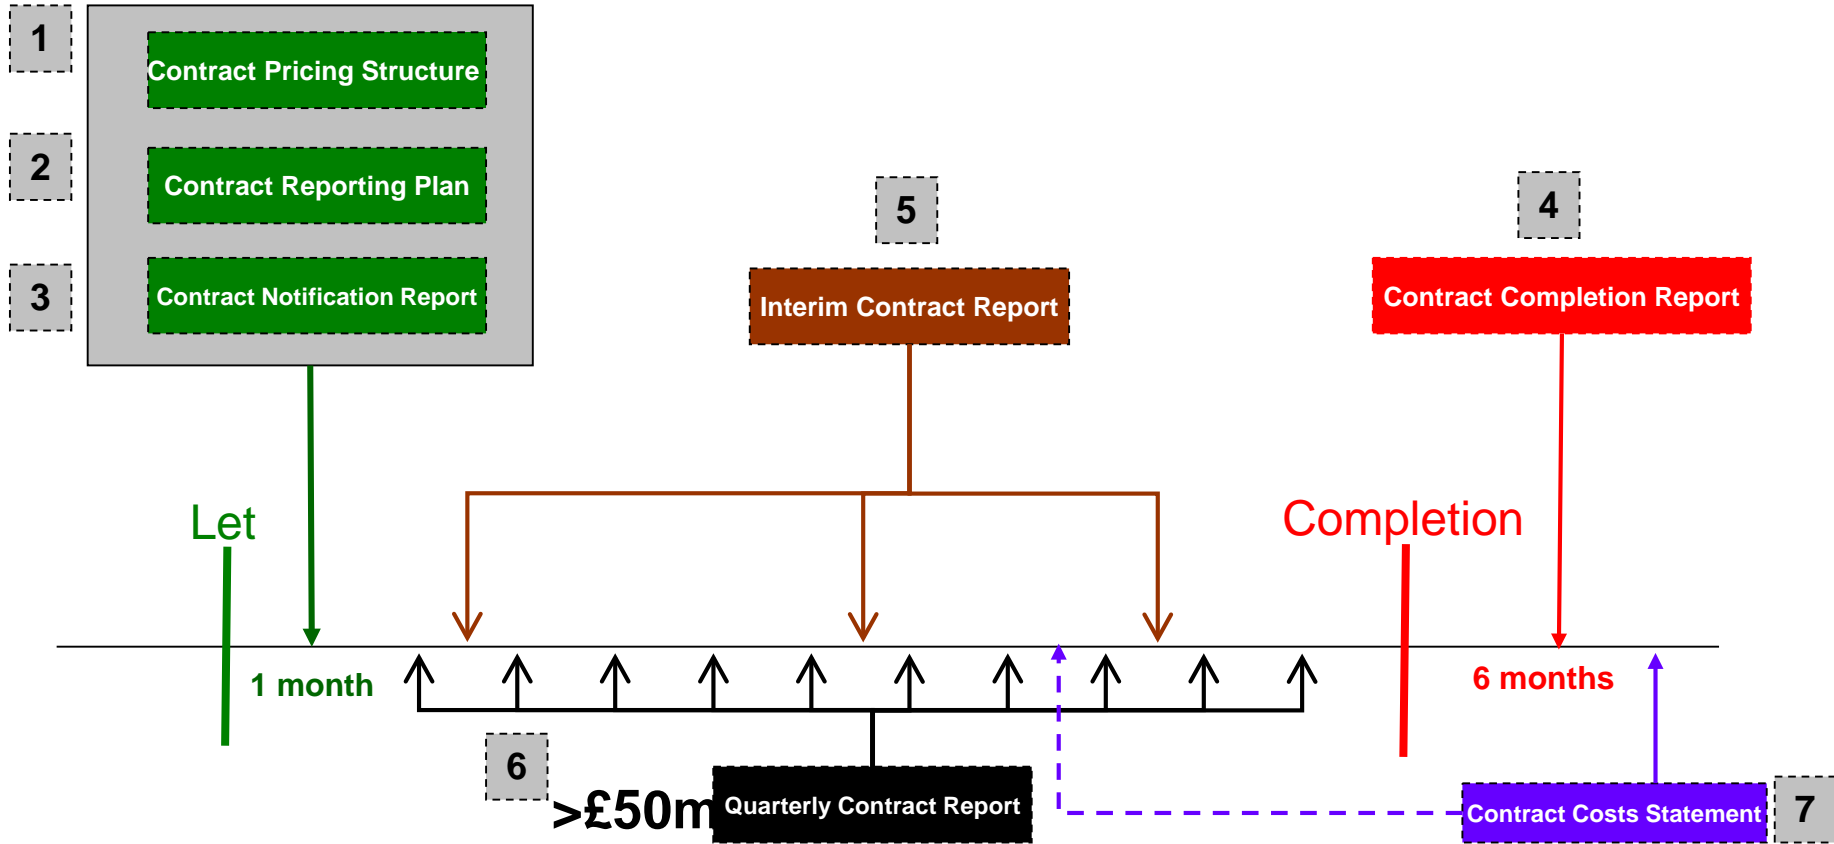 1
Contract Pricing Structure
2
Contract Reporting Plan
3
Contract Notification Report
5
Interim Contract Report
4
Contract Completion Report
Let
Completion
1 month
6 months
6
>£50m
Quarterly Contract Report
Contract Costs Statement
7